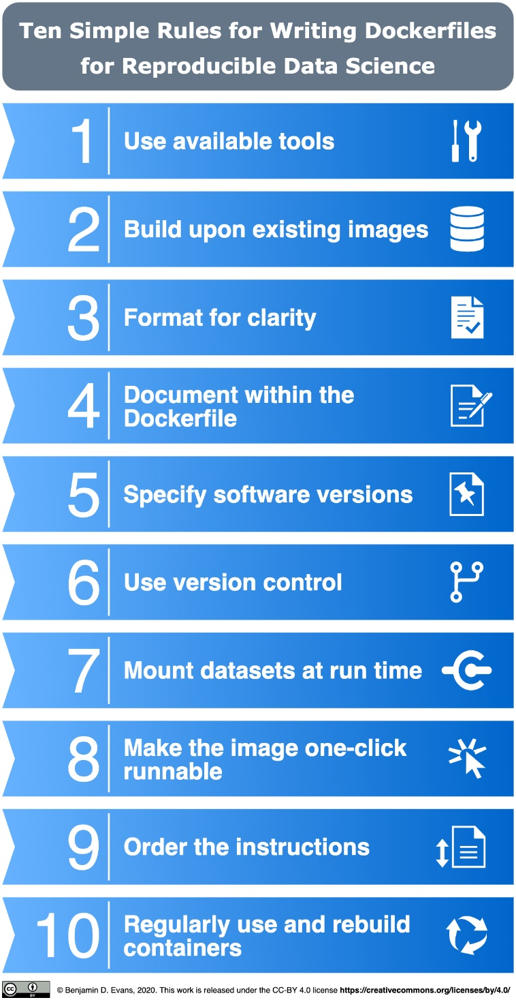 Ten Simple Rules for Writing Dockerfiles
for Reproducible Data Science
1
Use available tools
2
Build upon existing images
3
Format for clarity
4
Document within the
Dockerfile
5
Specify software versions
6
Use version control
7
Mount datasets at run time
8
Make the image one-click
runnable
9
Order the instructions
10
Regularly use and rebuild
containers
cc BY © Benjamin D. Evans, 2020. This work is released under the CC-BY 4.0 license https://creativecommons.org/licenses/by/4.0/